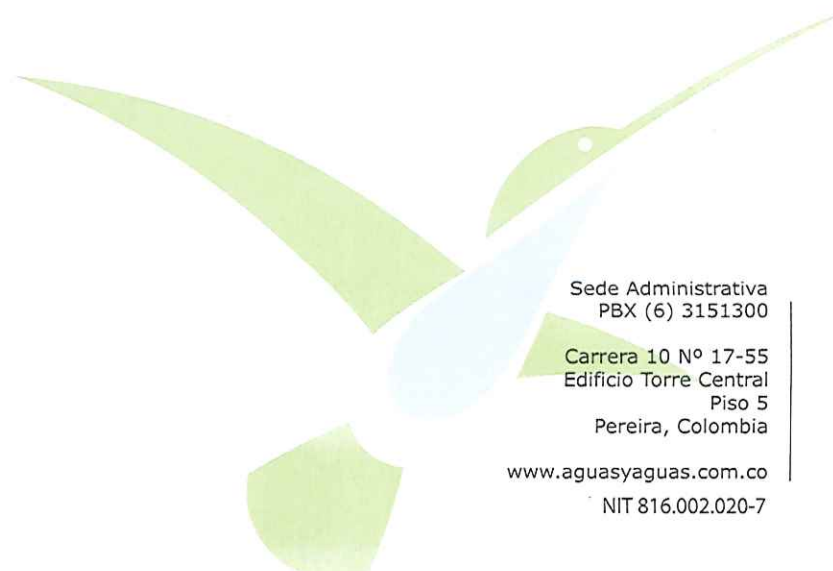 Sede Administrativa
PBX (6) 3151300
Carrera 10 Nº 17-55
Edificio Torre Central
Piso 5
Pereira, Colombia
www.aguasyaguas.com.co
NIT 816.002.020-7